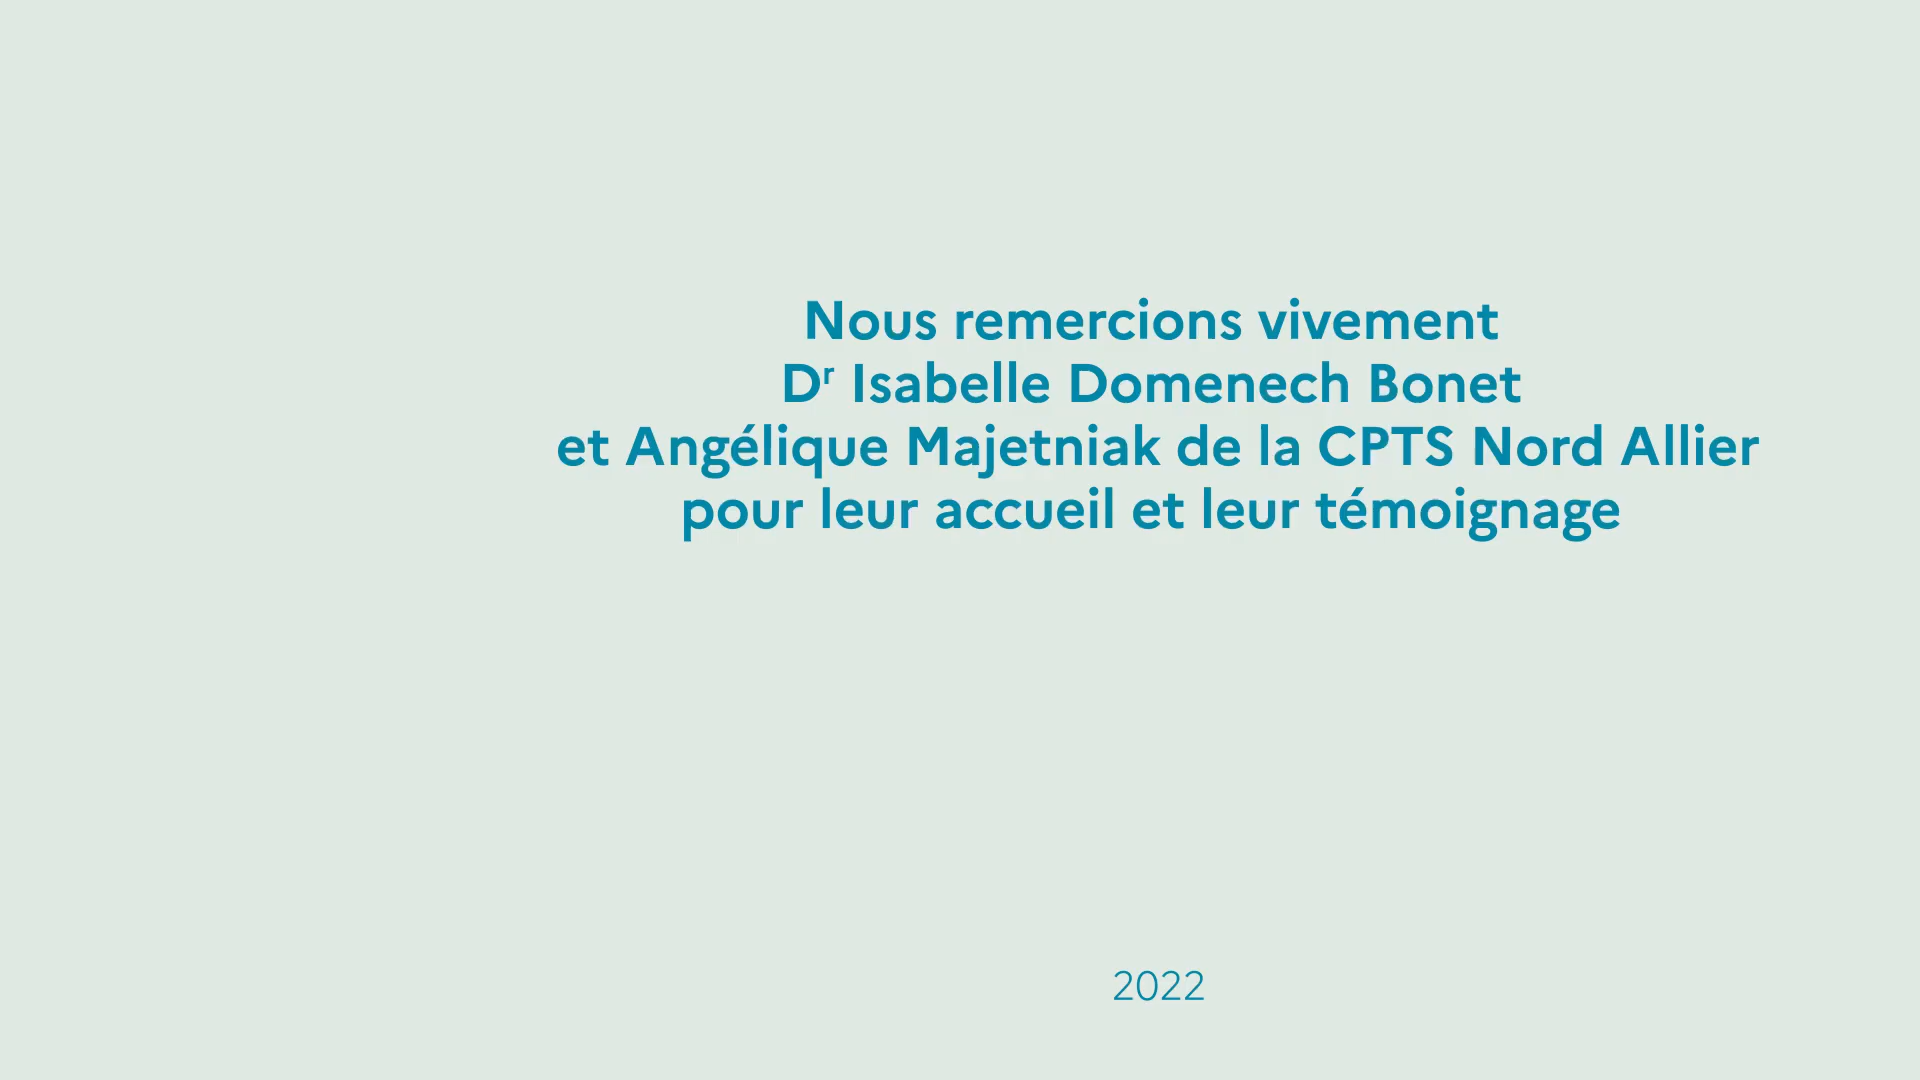 Nous remercions vivement
Dʳ Isabelle Domenech Bonet
et Angélique Majetniak de la CPTS Nord Allier
pour leur accueil et leur témoignage
2022